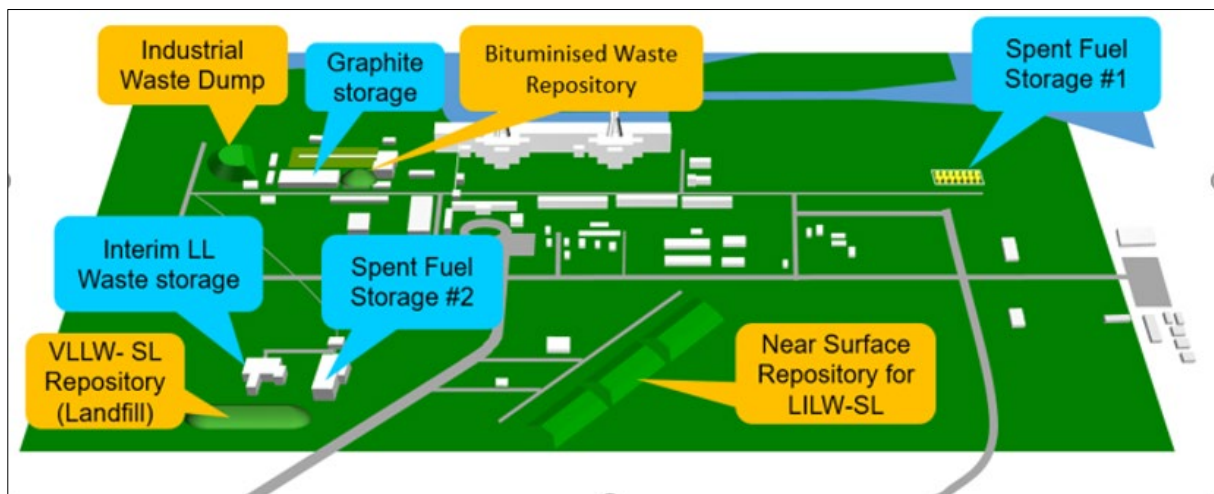 Industrial
Waste Dump
Graphite
storage
Bituminised Waste
Repository
Spent Fuel
Storage #1
Interim LL
Waste storage
Spent Fuel
Storage #2
VLLW- SL
Repository
(Landfill)
Near Surface
Repository for
LILW-SL